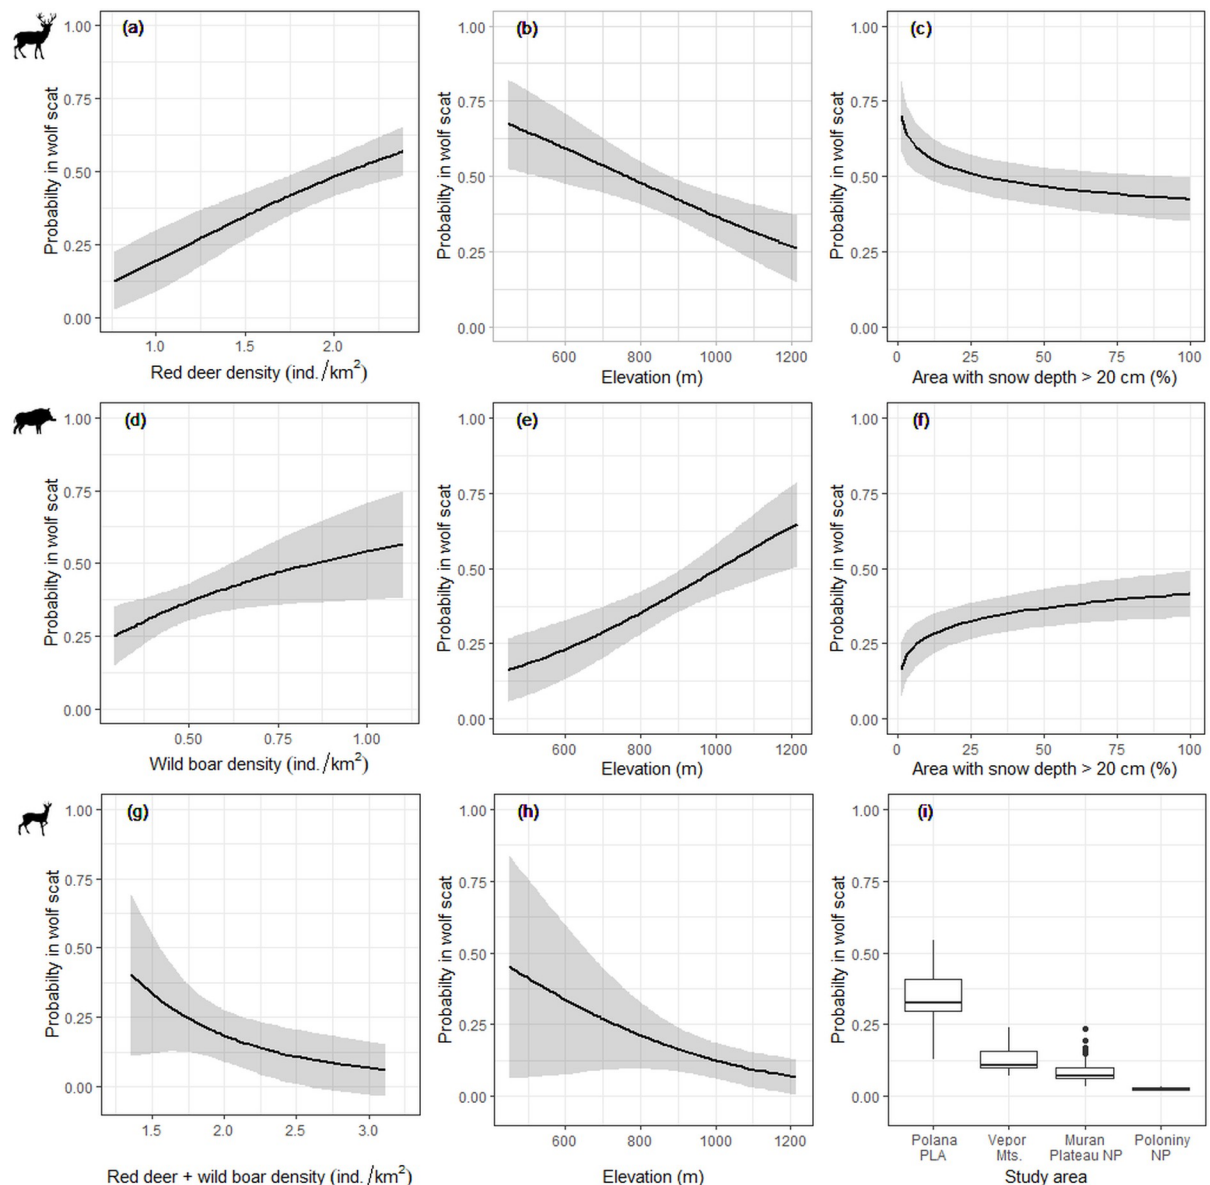 (a)
1.00
0.75
0.50
0.25
0.00
Probabilty in wolf scat
1.0 1.5 2.0
Red deer density (ind./km²)
(b)
1.00
0.75
0.50
0.25
0.00
Probabilty in wolf scat
600 800 1000 1200
Elevation (m)
(c)
1.00
0.75
0.50
0.25
0.00
Probabilty in wolf scat
0 25 50 75 100
Area with snow depth > 20 cm (%)
(d)
1.00
0.75
0.50
0.25
0.00
Probabilty in wolf scat
0.50 0.75 1.00
Wild boar density (ind./km²)
(e)
1.00
0.75
0.50
0.25
0.00
Probabilty in wolf scat
600 800 1000 1200
Elevation (m)
(f)
1.00
0.75
0.50
0.25
0.00
Probabilty in wolf scat
0 25 50 75 100
Area with snow depth > 20 cm (%)
(g)
1.00
0.75
0.50
0.25
0.00
Probabilty in wolf scat
1.5 2.0 2.5 3.0
Red deer + wild boar density (ind./km²)
(h)
1.00
0.75
0.50
0.25
0.00
Probabilty in wolf scat
600 800 1000 1200
Elevation (m)
(i)
1.00
0.75
0.50
0.25
0.00
Probabilty in wolf scat
Polana Vepor Muran Poloniny
PLA Mts. Plateau NP NP
Study area